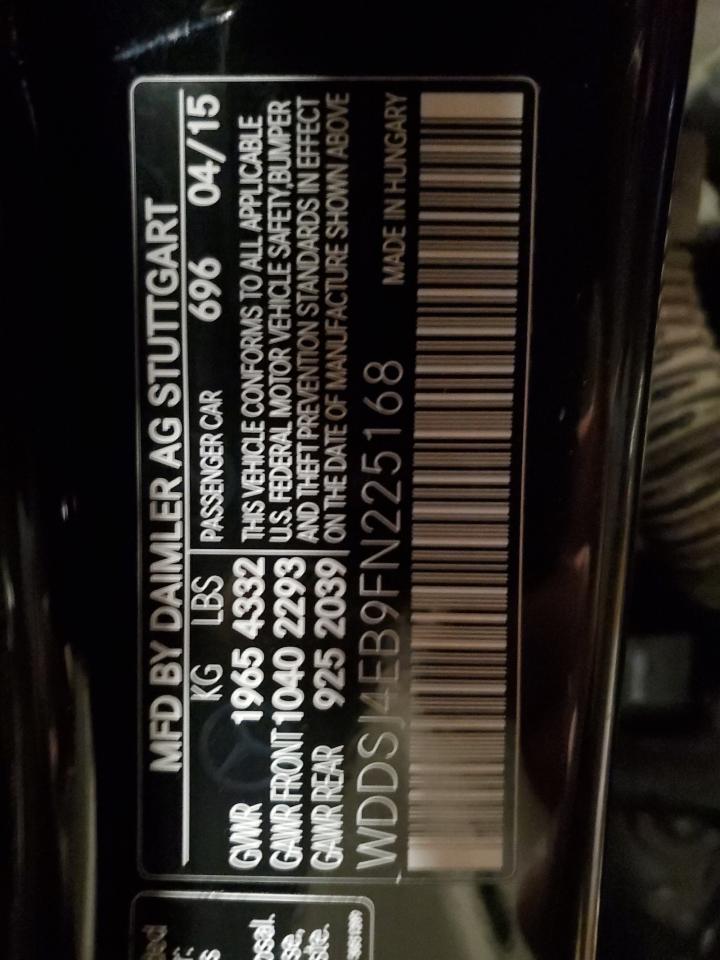 MFD BY DAIMLER AG STUTTGART
KG LBS PASSENGER CAR 696 04/15
GVWR 1965 4332 THIS VEHICLE CONFORMS TO ALL APPLICABLE
GAWR FRONT 1040 2293 U.S. FEDERAL MOTOR VEHICLE SAFETY,BUMPER
GAWR REAR 925 2039 AND THEFT PREVENTION STANDARDS IN EFFECT
ON THE DATE OF MANUFACTURE SHOWN ABOVE
WDDSJ4EB9FN225168 MADE IN HUNGARY